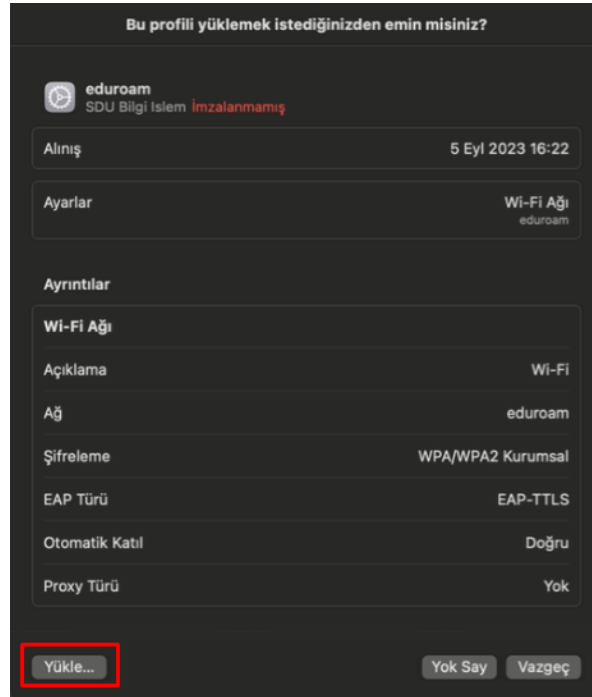 Bu profili yüklemek istediğinizden emin misiniz?
eduroam
SDU Bilgi Islem İmzalanmamış
Alınış 5 Eyl 2023 16:22
Ayarlar Wi-Fi Ağı
eduroam
Ayrıntılar
Wi-Fi Ağı
Açıklama Wi-Fi
Ağ eduroam
Şifreleme WPA/WPA2 Kurumsal
EAP Türü EAP-TTLS
Otomatik Katıl Doğru
Proxy Türü Yok
Yükle... Yok Say Vazgeç